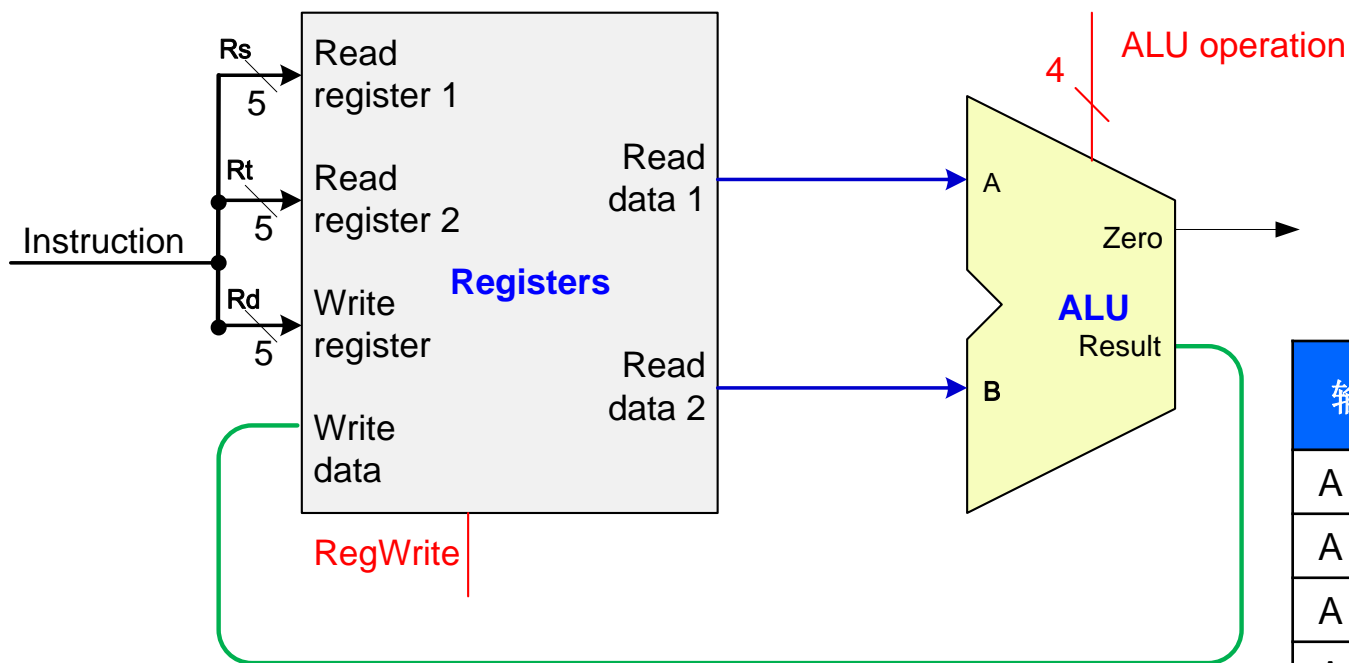 Rs
5
Read
register 1
Rt
5
Read
register 2
Instruction
Rd
5
Write
register
Write
data
Registers
Read
data 1
Read
data 2
RegWrite
4
ALU operation
A
Zero
ALU
Result
B
输
A
A
A